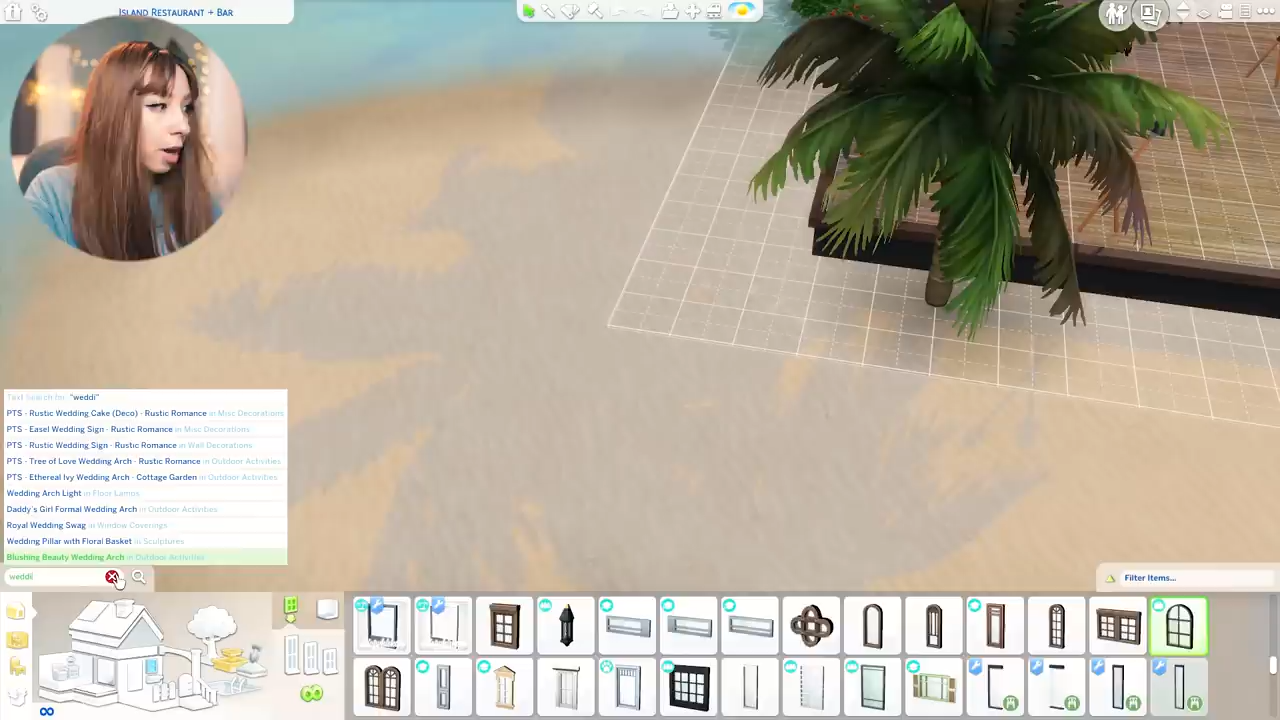 Island Restaurant + Bar
Text Search for: "weddi"
PTS - Rustic Wedding Cake (Deco) - Rustic Romance in Misc Decorations
PTS - Easel Wedding Sign - Rustic Romance in Misc Decorations
PTS - Rustic Wedding Sign - Rustic Romance in Wall Decorations
PTS - Tree of Love Wedding Arch - Rustic Romance in Outdoor Activities
PTS - Ethereal Ivy Wedding Arch - Cottage Garden in Outdoor Activities
Wedding Arch Light in Floor Lamps
Daddy's Girl Formal Wedding Arch in Outdoor Activities
Royal Wedding Swag in Window Coverings
Wedding Pillar with Floral Basket in Sculptures
Blushing Beauty Wedding Arch in Outdoor Activities
weddi
Filter Items...